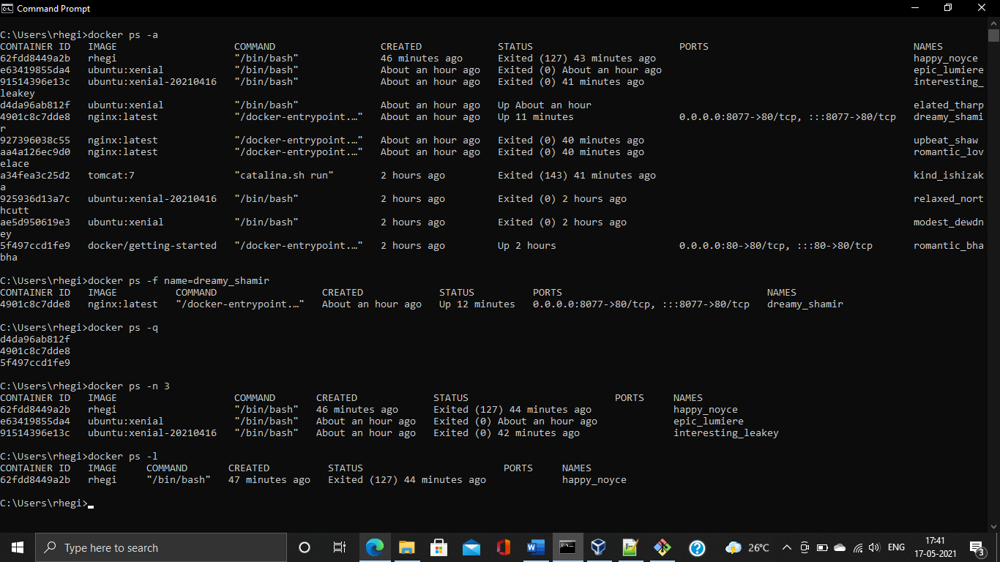 Command Prompt
C:\Users\rhegi>docker ps -a
CONTAINER ID   IMAGE                    COMMAND                  CREATED             STATUS                         PORTS                                   NAMES
62fdd8449a2b   rhegi                    "/bin/bash"              46 minutes ago      Exited (127) 43 minutes ago                                            happy_noyce
e63419855da4   ubuntu:xenial            "/bin/bash"              About an hour ago   Exited (0) About an hour ago                                           epic_lumiere
91514396e13c   ubuntu:xenial-20210416   "/bin/bash"              About an hour ago   Exited (0) 41 minutes ago                                              interesting_
leakey
d4da96ab812f   ubuntu:xenial            "/bin/bash"              About an hour ago   Up About an hour                                                       elated_tharp
4901c8c7dde8   nginx:latest             "/docker-entrypoint.…"   About an hour ago   Up 11 minutes                  0.0.0.0:8077->80/tcp, :::8077->80/tcp   dreamy_shami
r
927396038c55   nginx:latest             "/docker-entrypoint.…"   About an hour ago   Exited (0) 40 minutes ago                                              upbeat_shaw
aa4a126ec9d0   nginx:latest             "/docker-entrypoint.…"   About an hour ago   Exited (0) 40 minutes ago                                              romantic_lov
elace
a34fea3c25d2   tomcat:7                 "catalina.sh run"        2 hours ago         Exited (143) 41 minutes ago                                            kind_ishizak
a
925936d13a7c   ubuntu:xenial-20210416   "/bin/bash"              2 hours ago         Exited (0) 2 hours ago                                                 relaxed_nort
hcutt
ae5d950619e3   ubuntu:xenial            "/bin/bash"              2 hours ago         Exited (0) 2 hours ago                                                 modest_dewdn
ey
5f497ccd1fe9   docker/getting-started   "/docker-entrypoint.…"   2 hours ago         Up 2 hours                     0.0.0.0:80->80/tcp, :::80->80/tcp       romantic_bha
bha
C:\Users\rhegi>docker ps -f name=dreamy_shamir
CONTAINER ID   IMAGE          COMMAND                  CREATED             STATUS          PORTS                                   NAMES
4901c8c7dde8   nginx:latest   "/docker-entrypoint.…"   About an hour ago   Up 12 minutes   0.0.0.0:8077->80/tcp, :::8077->80/tcp   dreamy_shamir
C:\Users\rhegi>docker ps -q
d4da96ab812f
4901c8c7dde8
5f497ccd1fe9
C:\Users\rhegi>docker ps -n 3
CONTAINER ID   IMAGE                    COMMAND       CREATED             STATUS                         PORTS     NAMES
62fdd8449a2b   rhegi                    "/bin/bash"   46 minutes ago      Exited (127) 44 minutes ago              happy_noyce
e63419855da4   ubuntu:xenial            "/bin/bash"   About an hour ago   Exited (0) About an hour ago             epic_lumiere
91514396e13c   ubuntu:xenial-20210416   "/bin/bash"   About an hour ago   Exited (0) 42 minutes ago                interesting_leakey
C:\Users\rhegi>docker ps -l
CONTAINER ID   IMAGE     COMMAND       CREATED          STATUS                        PORTS     NAMES
62fdd8449a2b   rhegi     "/bin/bash"   47 minutes ago   Exited (127) 44 minutes ago             happy_noyce
C:\Users\rhegi>
Type here to search
26°C
ENG
17:41
17-05-2021
3